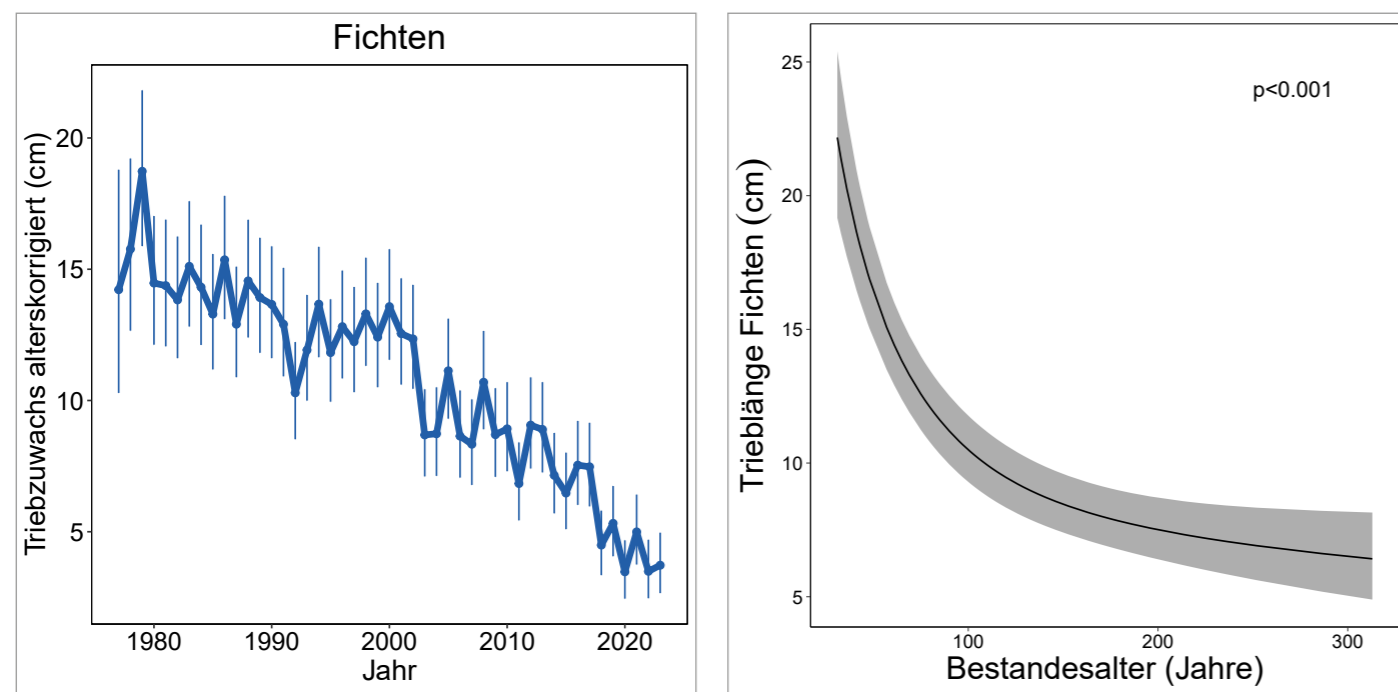 Fichten
Triebzuwachs alterskorrigiert (cm)
20
15
10
5
1980 1990 2000 2010 2020
Jahr
p<0.001
Trieblänge Fichten (cm)
25
20
15
10
5
100 200 300
Bestandesalter (Jahre)